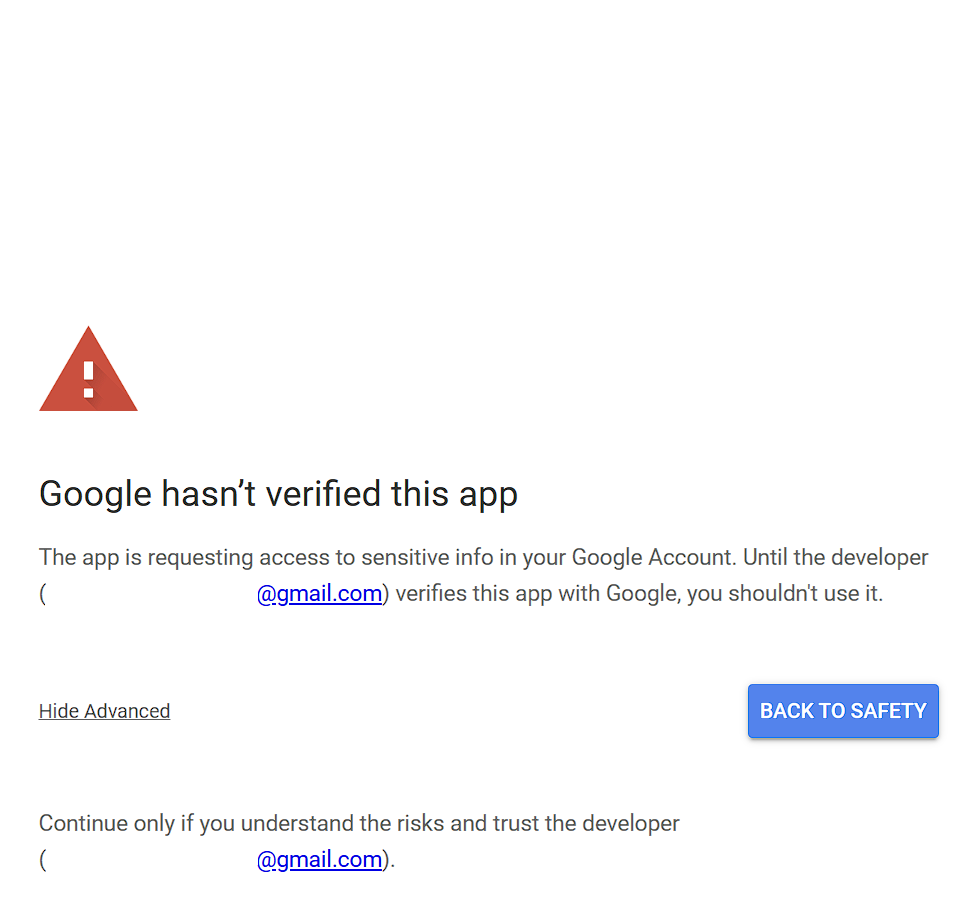 Google hasn’t verified this app
The app is requesting access to sensitive info in your Google Account. Until the developer
( @gmail.com) verifies this app with Google, you shouldn't use it.
Hide Advanced
BACK TO SAFETY
Continue only if you understand the risks and trust the developer
( @gmail.com).